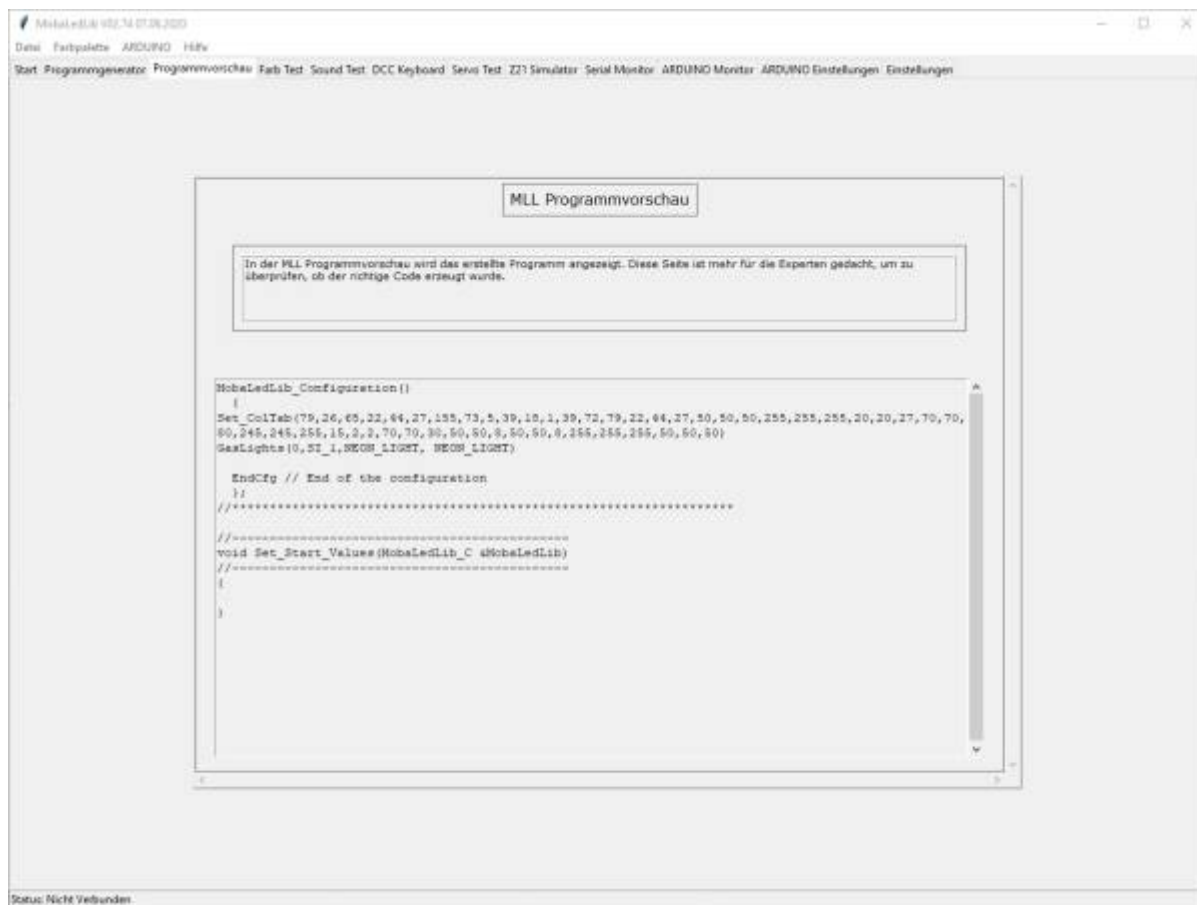 MobaLedLib V02.74 07.08.2020
Datei Farbpalette ARDUINO Hilfe
Start Programmgenerator Programmvorschau Farb Test Sound Test DCC Keyboard Servo Test Z21 Simulator Serial Monitor ARDUINO Monitor ARDUINO Einstellungen Einstellungen
MLL Programmvorschau
In der MLL Programmvorschau wird das erstellte Programm angezeigt. Diese Seite ist mehr für die Experten gedacht, um zu
überprüfen, ob der richtige Code erzeugt wurde.
MobaLedLib_Configuration()
{
Set_ColTab(79,26,65,22,44,27,155,73,5,39,18,1,39,72,79,22,44,27,50,50,50,255,255,255,20,20,27,70,70,
80,245,245,255,15,2,2,70,70,30,50,50,8,50,50,8,255,255,255,50,50,50)
GasLights(0,SI_1,NEON_LIGHT, NEON_LIGHT)
EndCfg // End of the configuration
};
//*******************************************************************
//---------------------------------------------
void Set_Start_Values(MobaLedLib_C &MobaLedLib)
//---------------------------------------------
{
}
Status: Nicht Verbunden